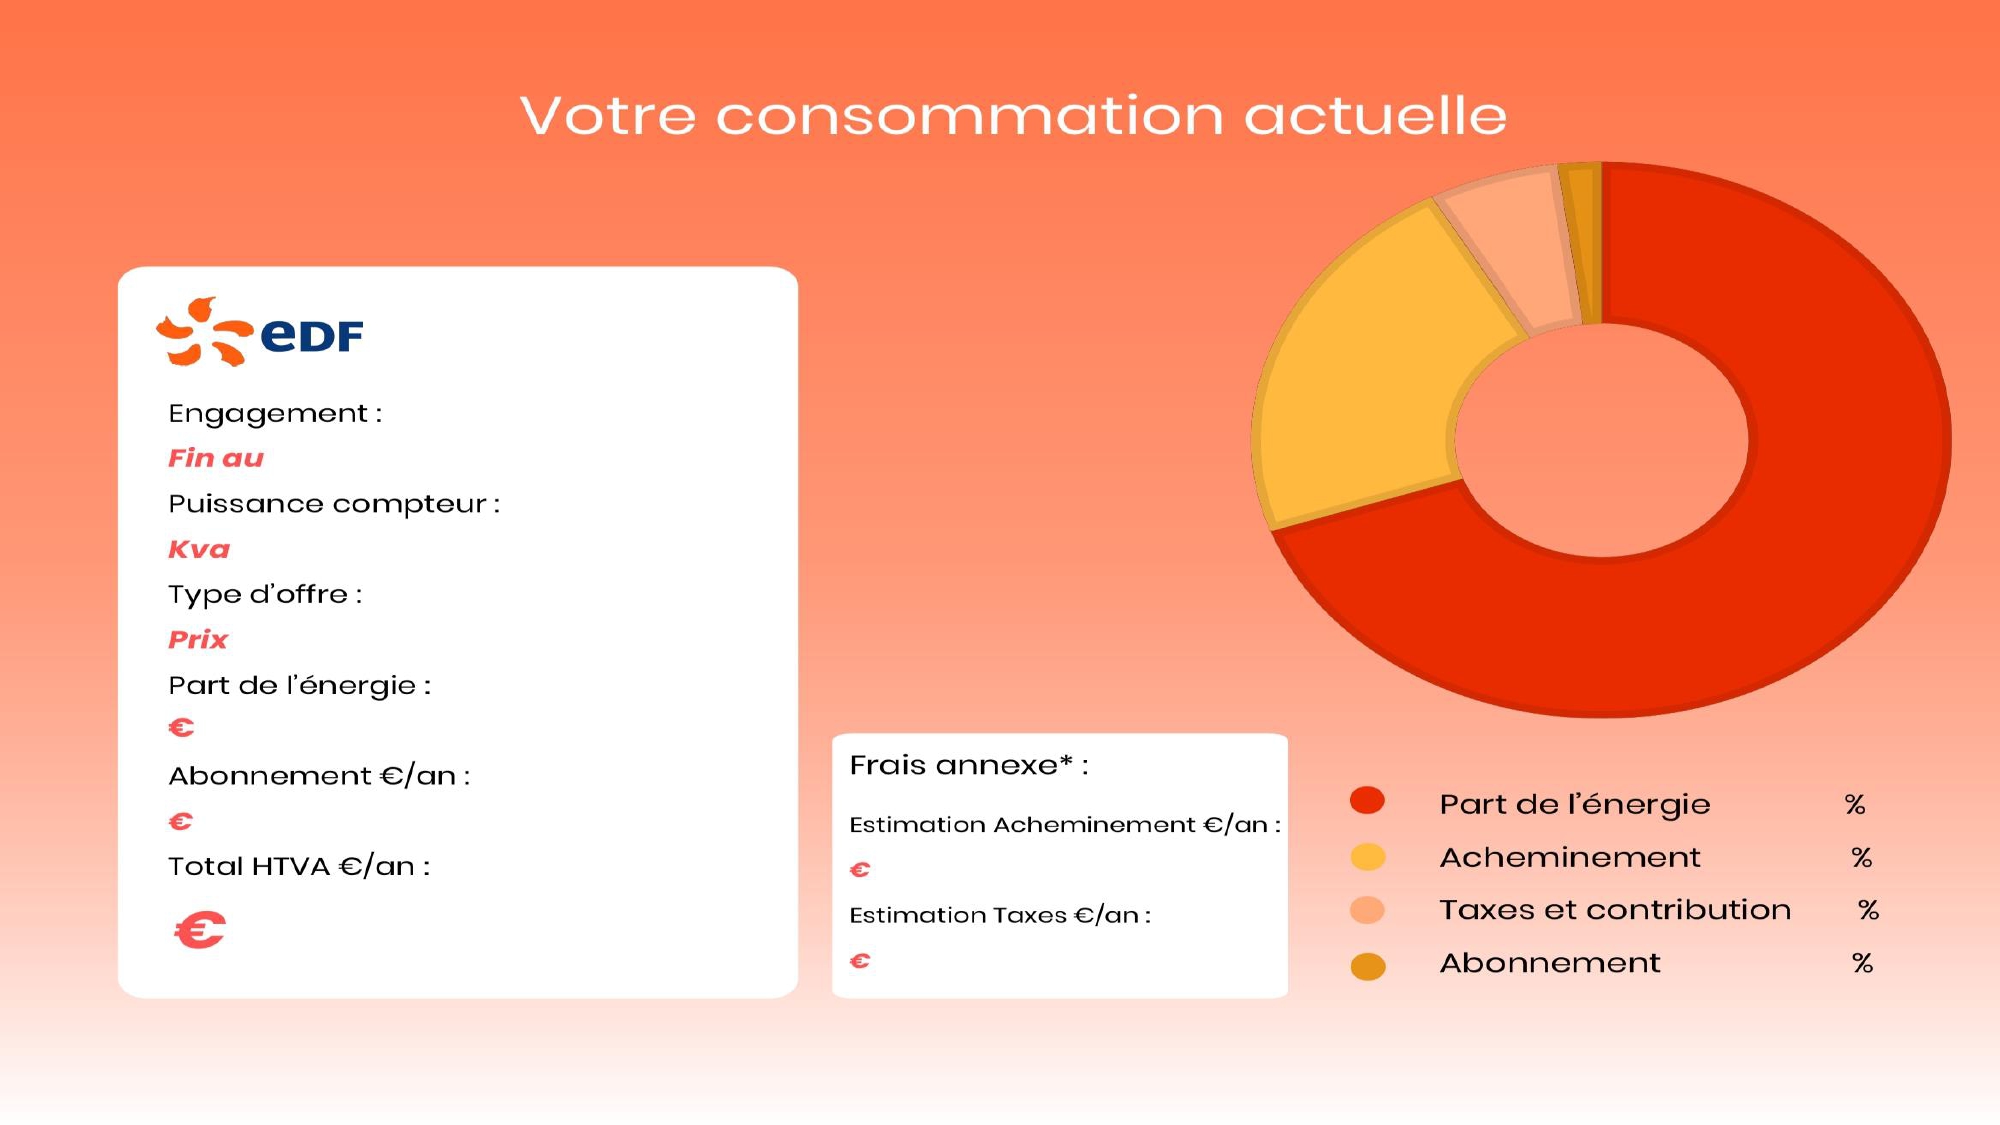 Votre consommation actuelle
eDF
Engagement :
Fin au
Puissance compteur :
Kva
Type d'offre :
Prix
Part de l'énergie :
€
Abonnement €/an :
€
Total HTVA €/an :
€
Frais annexe* :
Estimation Acheminement €/an :
€
Estimation Taxes €/an :
€
Part de l'énergie %
Acheminement %
Taxes et contribution %
Abonnement %